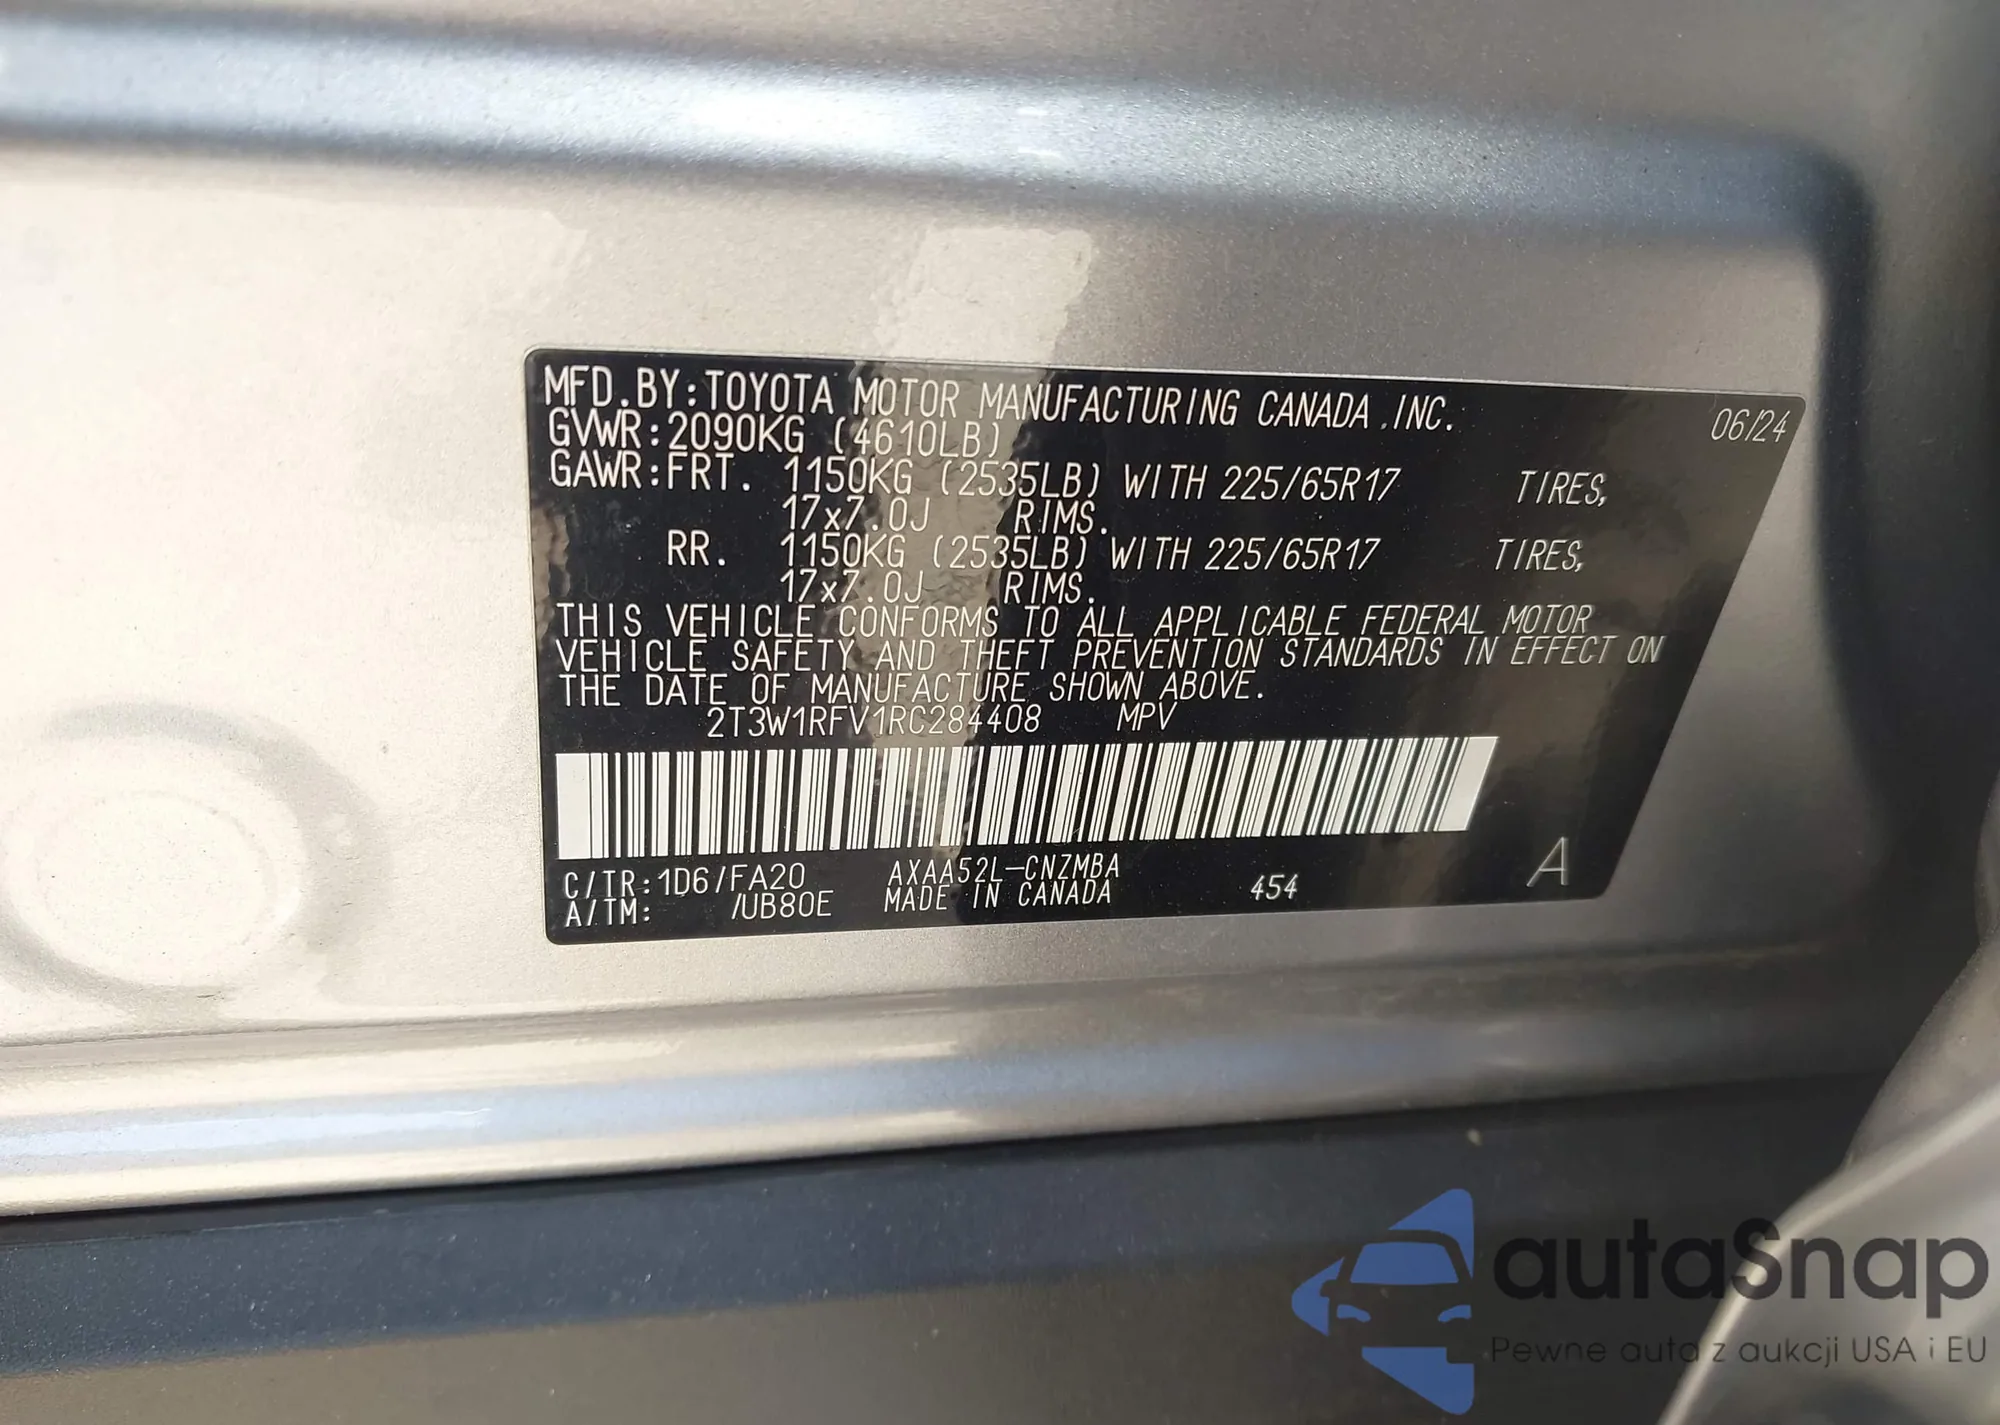 MFD.BY:TOYOTA MOTOR MANUFACTURING CANADA .INC.
06/24
GVWR:2090KG (4610LB)
GAWR:FRT. 1150KG (2535LB) WITH 225/65R17 TIRES,
17x7.0J RIMS.
RR. 1150KG (2535LB) WITH 225/65R17 TIRES,
17x7.0J RIMS.
THIS VEHICLE CONFORMS TO ALL APPLICABLE FEDERAL MOTOR
VEHICLE SAFETY AND THEFT PREVENTION STANDARDS IN EFFECT ON
THE DATE OF MANUFACTURE SHOWN ABOVE.
2T3W1RFV1RC284408 MPV
C/TR:1D6/FA20 AXAA52L-CNZMBA
A/TM: /UB80E MADE IN CANADA 454
A
autaSnap
Pewne auta z aukcji USA i EU